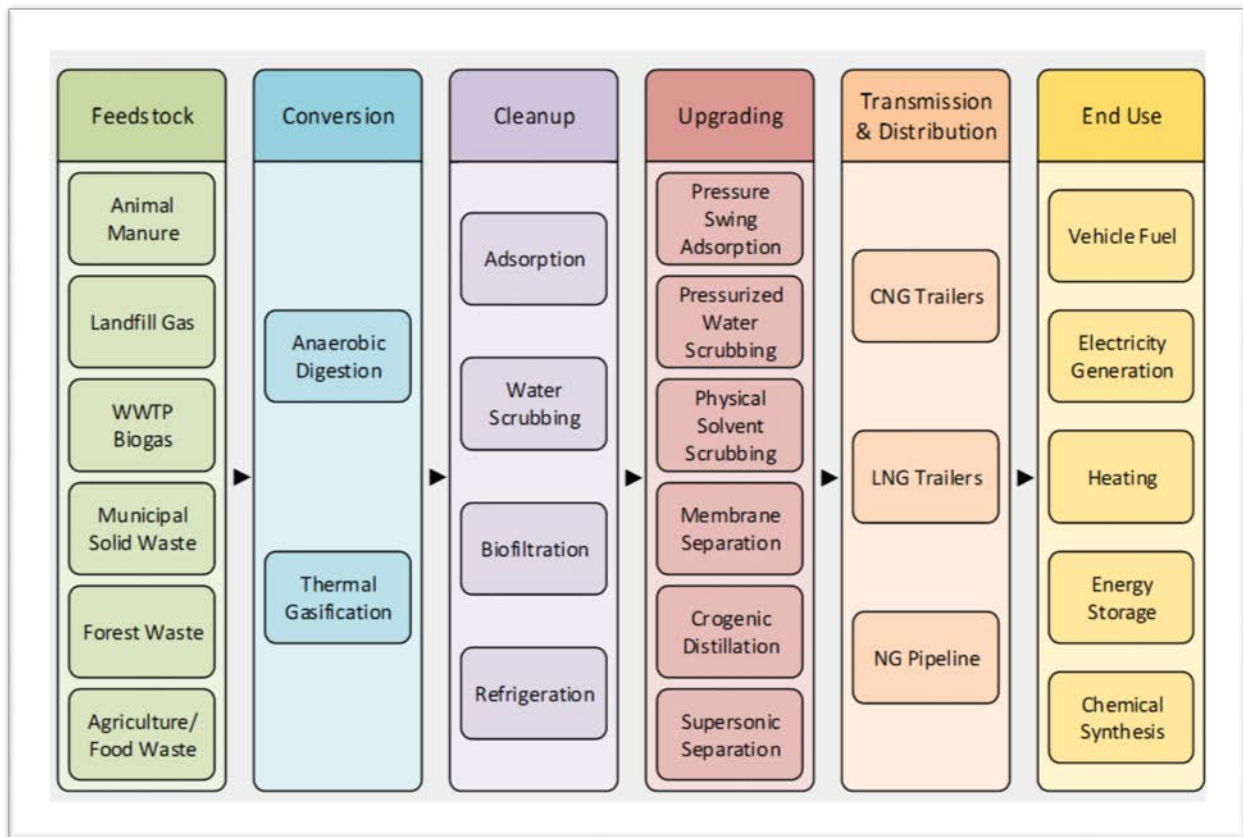 Feedstock
Animal
Manure
Landfill Gas
WWTP
Biogas
Municipal
Solid Waste
Forest Waste
Agriculture/
Food Waste
Conversion
Anaerobic
Digestion
Thermal
Gasification
Cleanup
Adsorption
Water
Scrubbing
Biofiltration
Refrigeration
Upgrading
Pressure
Swing
Adsorption
Pressurized
Water
Scrubbing
Physical
Solvent
Scrubbing
Membrane
Separation
Crogenic
Distillation
Supersonic
Separation
Transmission
& Distribution
CNG Trailers
LNG Trailers
NG Pipeline
End Use
Vehicle Fuel
Electricity
Generation
Heating
Energy
Storage
Chemical
Synthesis